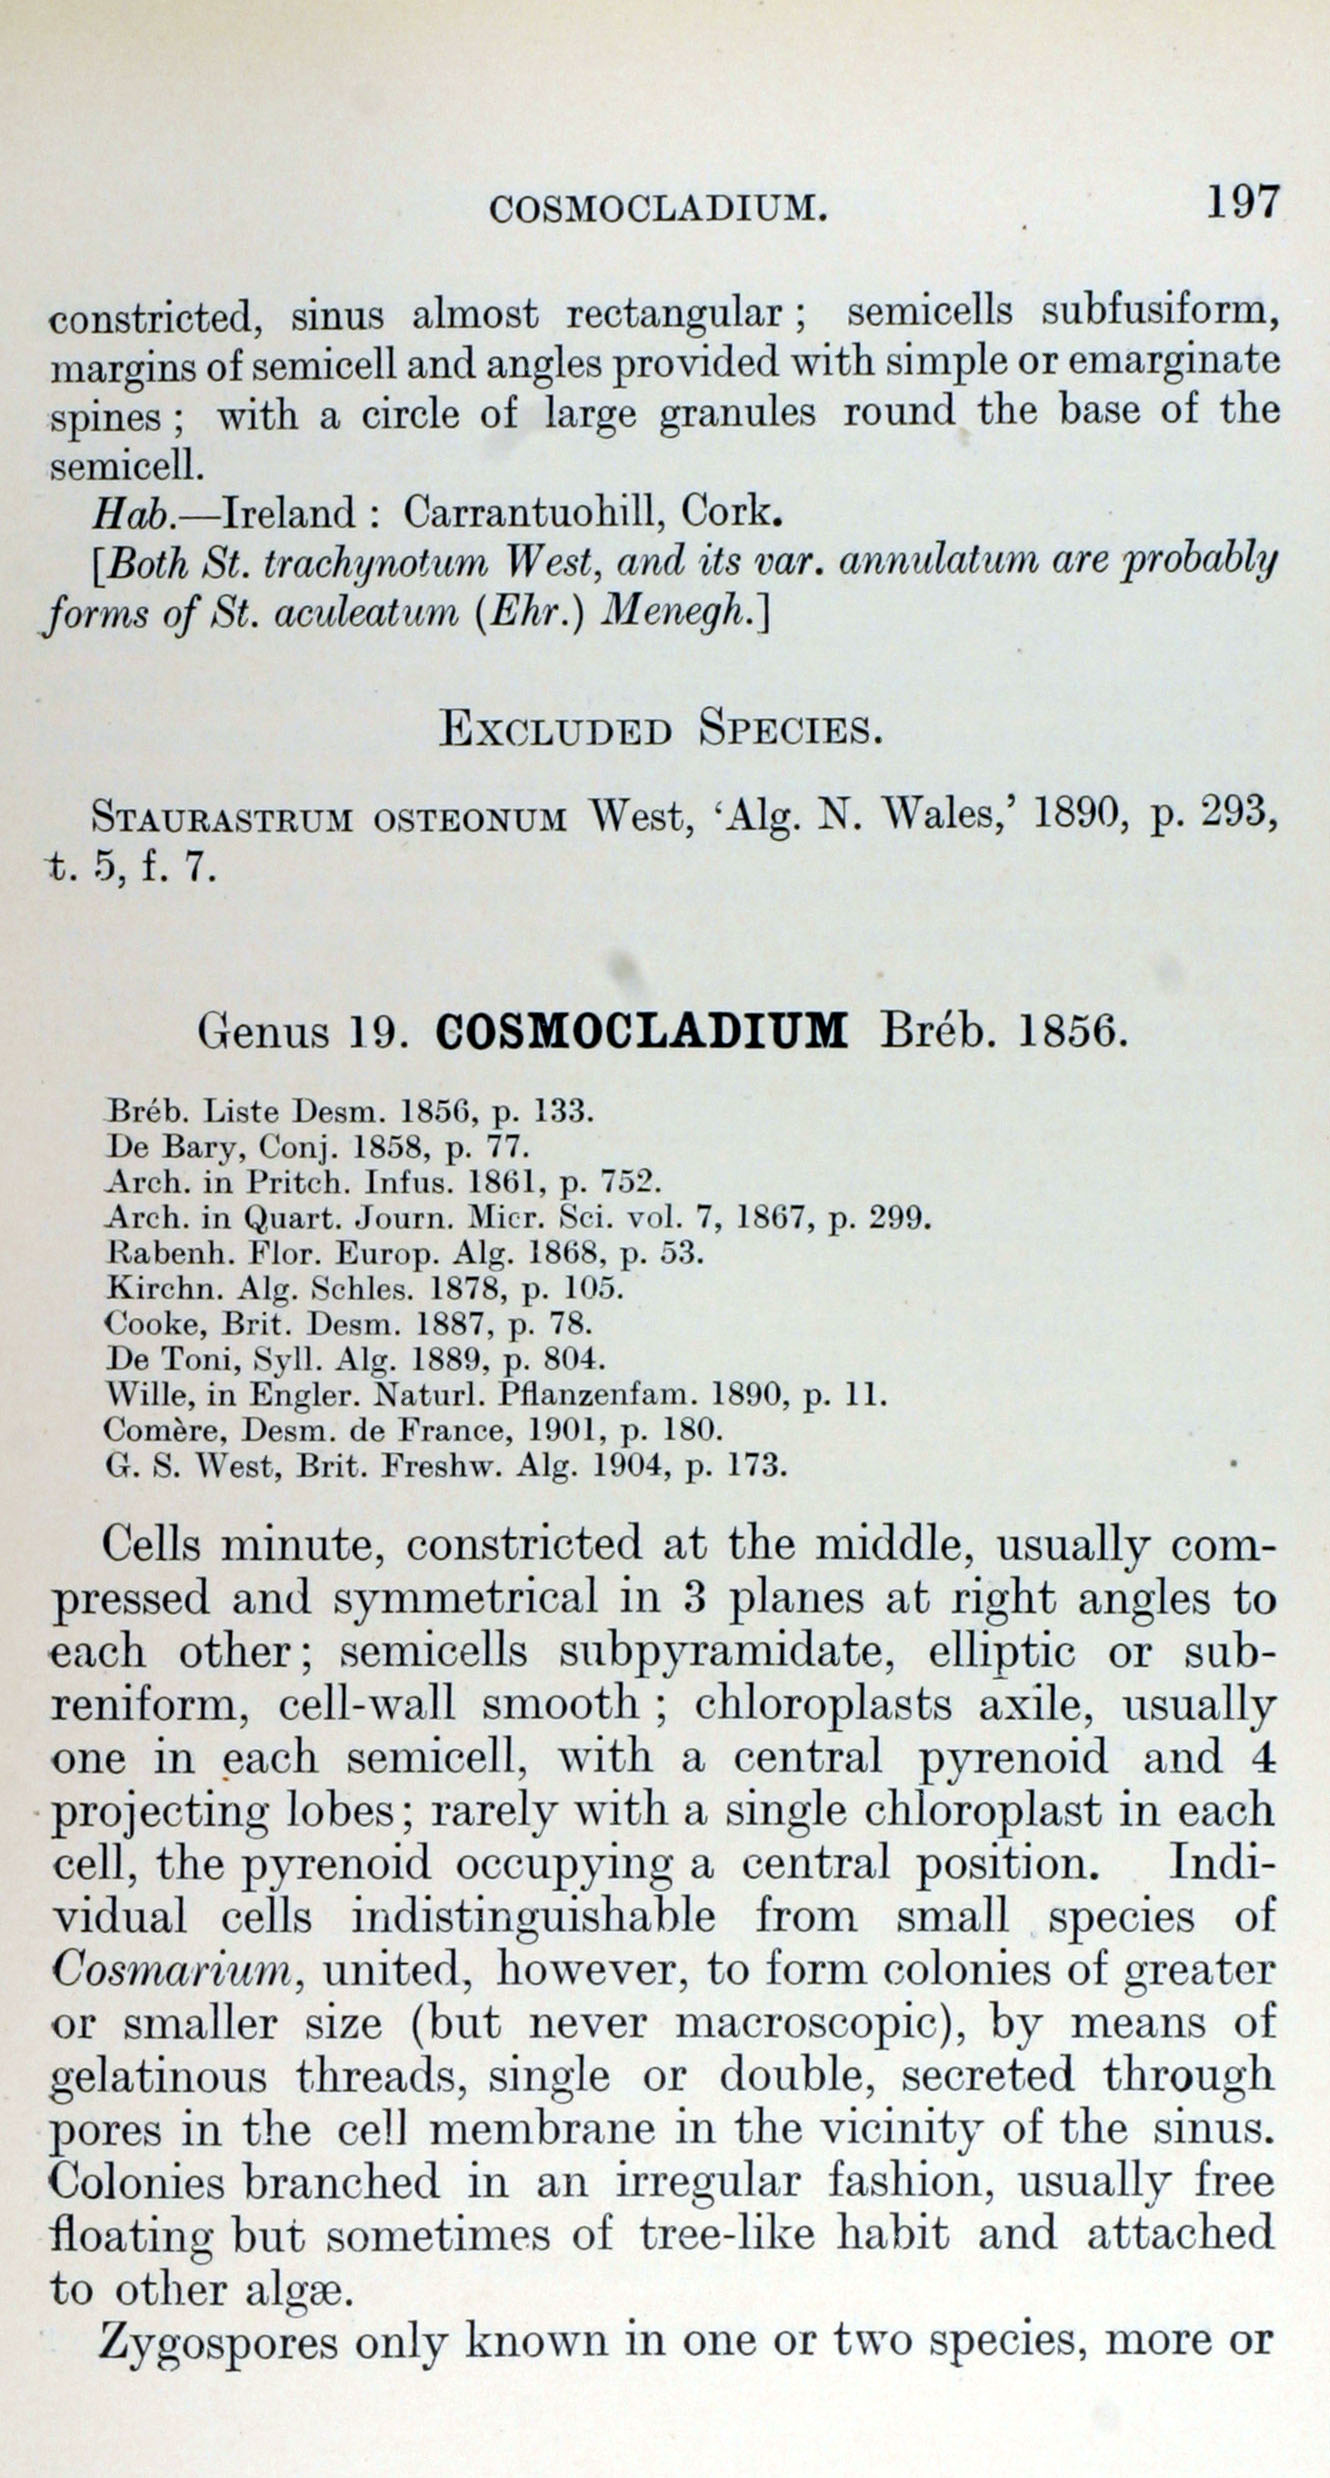 COSMOCLADIUM. 197
constricted, sinus almost rectangular; semicells subfusiform,
margins of semicell and angles provided with simple or emarginate
spines; with a circle of large granules round the base of the
semicell.
Hab.—Ireland: Carrantuohill, Cork.
[Both St. trachynotum West, and its var. annulatum are probably
forms of St. aculeatum (Ehr.) Menegh.]
EXCLUDED SPECIES.
STAURASTRUM OSTEONUM West, 'Alg. N. Wales,' 1890, p. 293,
t. 5, f. 7.
Genus 19. COSMOCLADIUM Bréb. 1856.
Bréb. Liste Desm. 1856, p. 133.
De Bary, Conj. 1858, p. 77.
Arch. in Pritch. Infus. 1861, p. 752.
Arch. in Quart. Journ. Micr. Sci. vol. 7, 1867, p. 299.
Rabenh. Flor. Europ. Alg. 1868, p. 53.
Kirchn. Alg. Schles. 1878, p. 105.
Cooke, Brit. Desm. 1887, p. 78.
De Toni, Syll. Alg. 1889, p. 804.
Wille, in Engler. Naturl. Pflanzenfam. 1890, p. 11.
Comère, Desm. de France, 1901, p. 180.
G. S. West, Brit. Freshw. Alg. 1904, p. 173.
Cells minute, constricted at the middle, usually com-
pressed and symmetrical in 3 planes at right angles to
each other; semicells subpyramidate, elliptic or sub-
reniform, cell-wall smooth; chloroplasts axile, usually
one in each semicell, with a central pyrenoid and 4
projecting lobes; rarely with a single chloroplast in each
cell, the pyrenoid occupying a central position. Indi-
vidual cells indistinguishable from small species of
Cosmarium, united, however, to form colonies of greater
or smaller size (but never macroscopic), by means of
gelatinous threads, single or double, secreted through
pores in the cell membrane in the vicinity of the sinus.
Colonies branched in an irregular fashion, usually free
floating but sometimes of tree-like habit and attached
to other algæ.
Zygospores only known in one or two species, more or